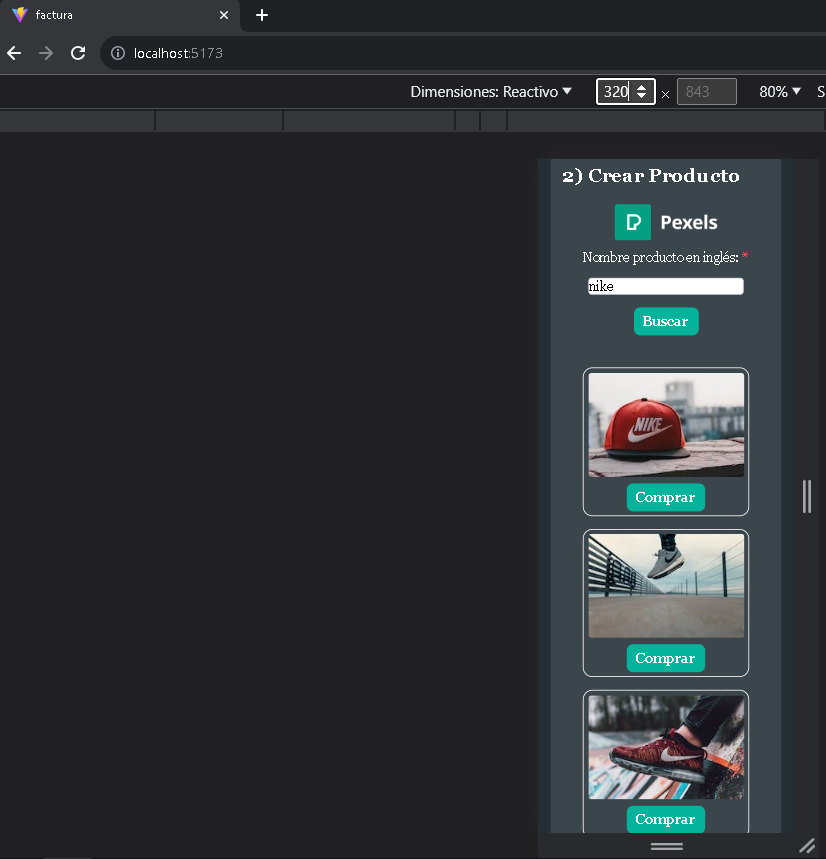 factura
localhost:5173
Dimensiones: Reactivo 320 × 843 80% S
2) Crear Producto
Pexels
Nombre producto en inglés: *
nike
Buscar
NIKE
Comprar
Comprar
Comprar